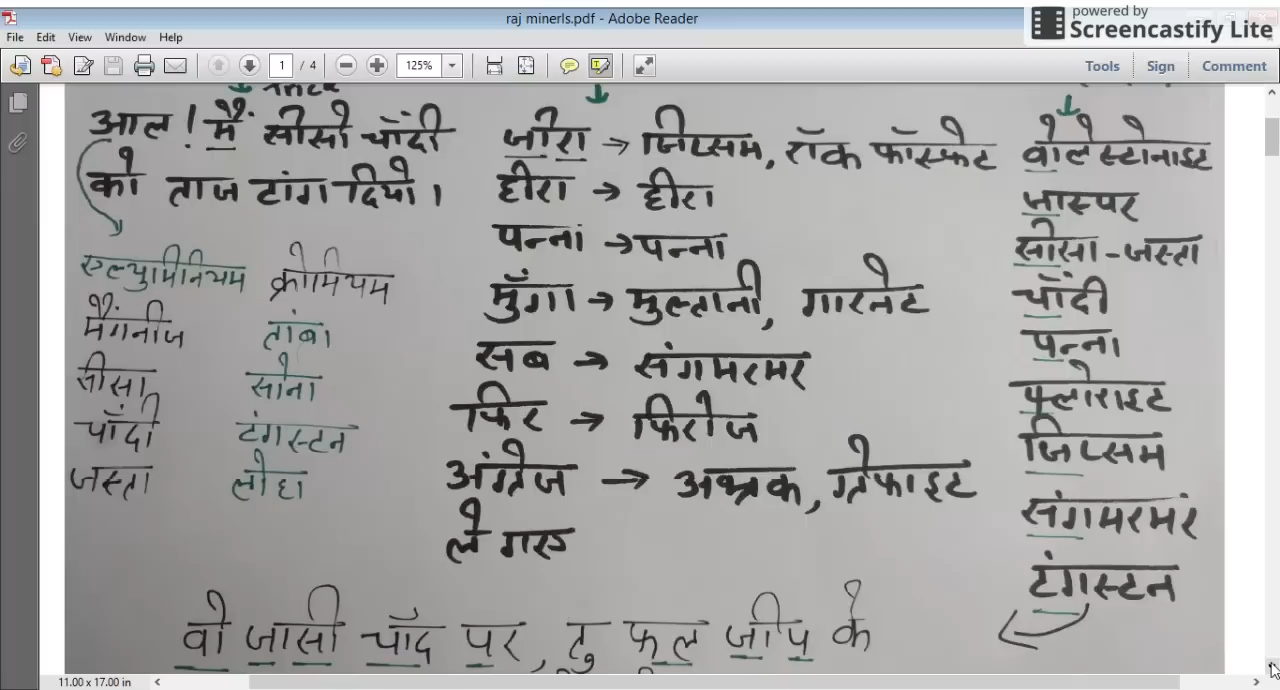 raj minerls.pdf - Adobe Reader
powered by
Screencastify Lite
File Edit View Window Help
1 / 4 125% Tools Sign Comment
आल ! मैं सीसो चाँदी
को ताज टांग दियो ।
एल्युमीनियम क्रोमियम
मैंगनीज तांबा
सीसा सोना
चाँदी टंगस्टन
जस्ता लोहा
जीरा → जिप्सम, रॉक फॉस्फेट
हीरा → हीरा
पन्नां → पन्ना
मुँगा → मुल्तानी, गारनेट
सब → संगमरमर
फिर → फिरोज
अंग्रेज → अभ्रक, ग्रेफाइट
ले गए
वोलेस्टोनाइट
जास्पर
सीसा - जस्ता
चाँदी
पन्ना
फ्लोराइट
जिप्सम
संगमरमर
टंगस्टन
वो जासी चाँद पर, टु फूल जीप के
11.00 x 17.00 in